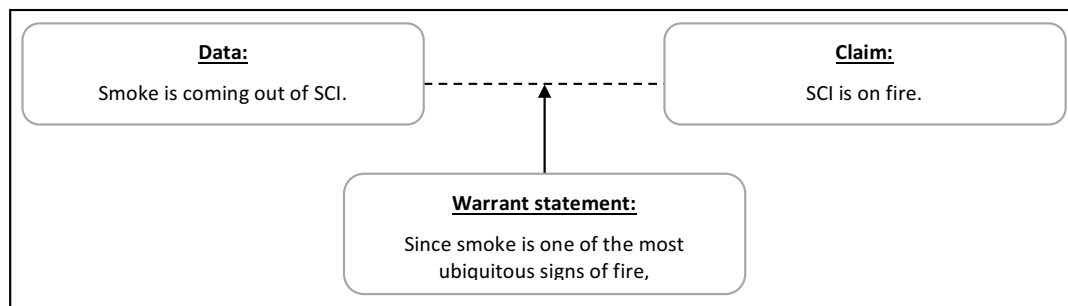 Data:
Smoke is coming out of SCI.
Claim:
SCI is on fire.
Warrant statement:
Since smoke is one of the most
ubiquitous signs of fire,